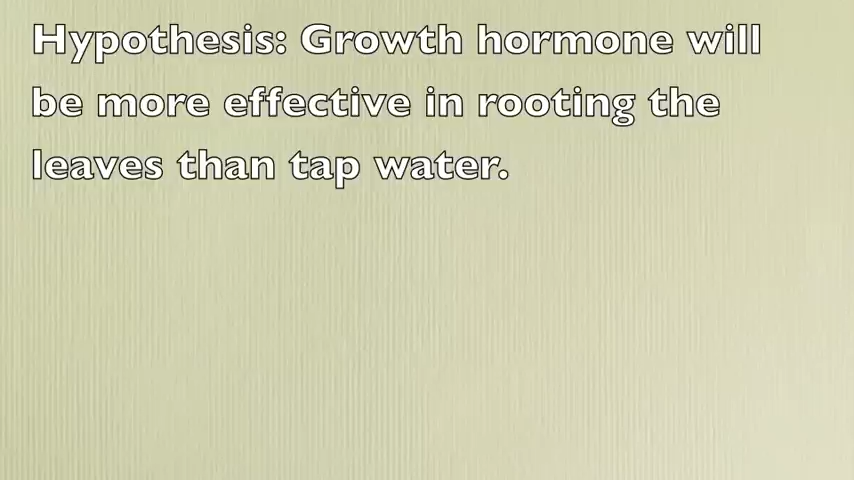 Hypothesis: Growth hormone will
be more effective in rooting the
leaves than tap water.